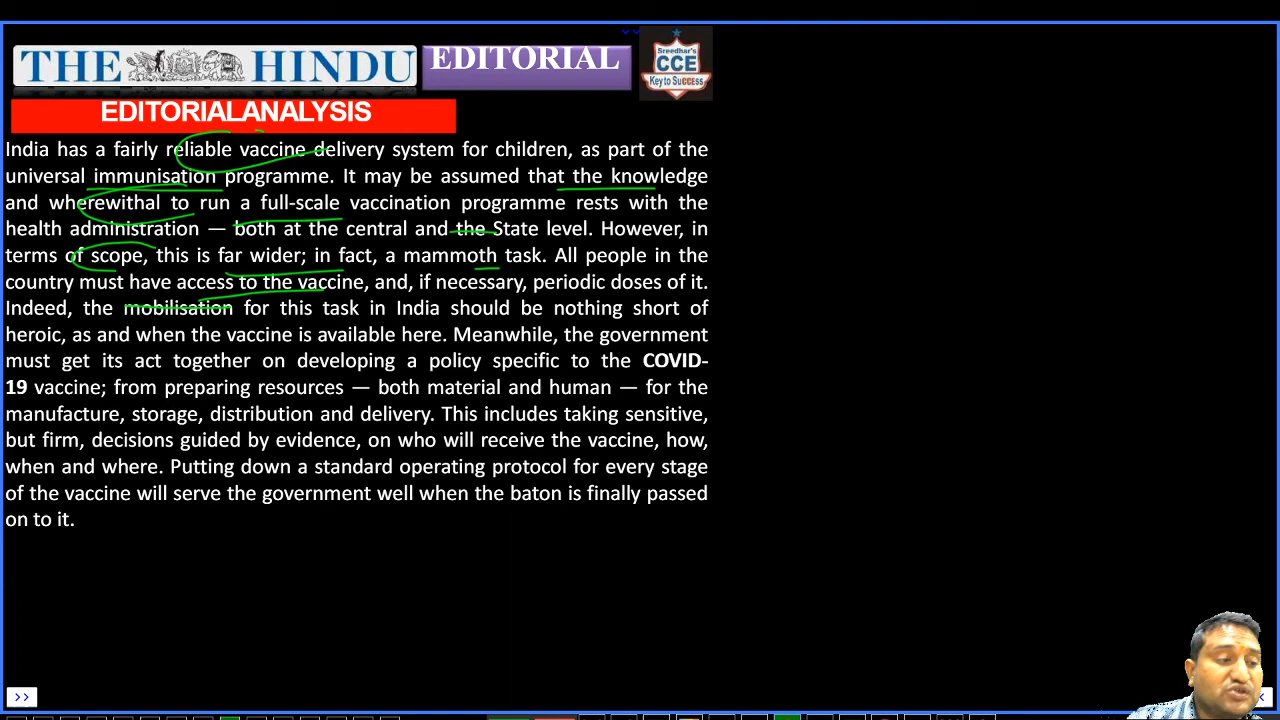 THE HINDU EDITORIAL
Sreedhar's
CCE
Key to Success
EDITORIALANALYSIS
India has a fairly reliable vaccine delivery system for children, as part of the
universal immunisation programme. It may be assumed that the knowledge
and wherewithal to run a full-scale vaccination programme rests with the
health administration — both at the central and the State level. However, in
terms of scope, this is far wider; in fact, a mammoth task. All people in the
country must have access to the vaccine, and, if necessary, periodic doses of it.
Indeed, the mobilisation for this task in India should be nothing short of
heroic, as and when the vaccine is available here. Meanwhile, the government
must get its act together on developing a policy specific to the COVID-
19 vaccine; from preparing resources — both material and human — for the
manufacture, storage, distribution and delivery. This includes taking sensitive,
but firm, decisions guided by evidence, on who will receive the vaccine, how,
when and where. Putting down a standard operating protocol for every stage
of the vaccine will serve the government well when the baton is finally passed
on to it.
>>